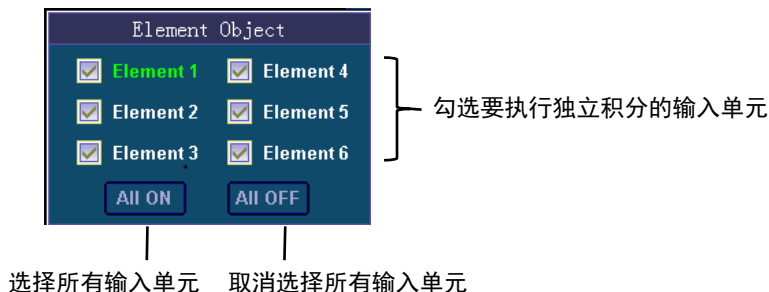 Element Object
Element 1 Element 4
Element 2 Element 5
Element 3 Element 6
All ON All OFF
勾选要执行独立积分的输入单元
选择所有输入单元 取消选择所有输入单元